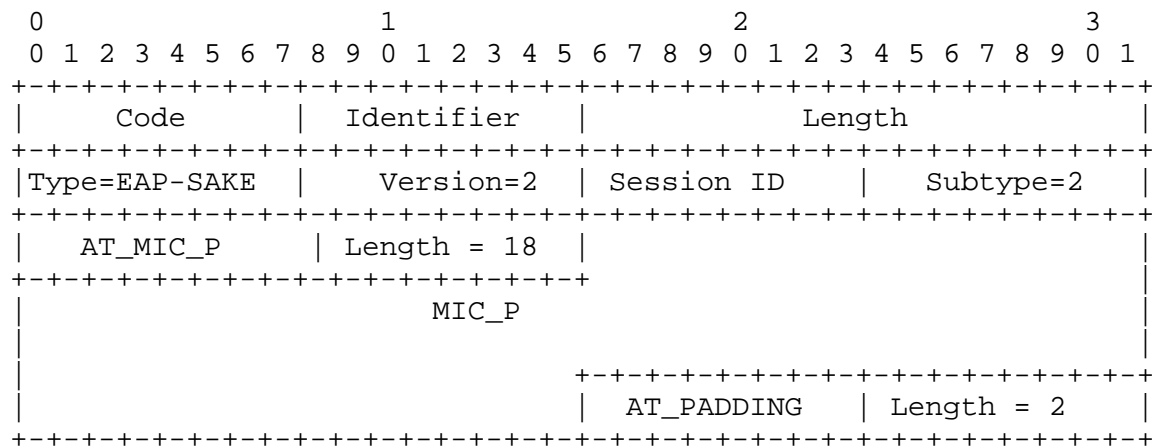 0                   1                   2                   3
 0 1 2 3 4 5 6 7 8 9 0 1 2 3 4 5 6 7 8 9 0 1 2 3 4 5 6 7 8 9 0 1
+-+-+-+-+-+-+-+-+-+-+-+-+-+-+-+-+-+-+-+-+-+-+-+-+-+-+-+-+-+-+-+-+
|     Code      |  Identifier   |            Length             |
+-+-+-+-+-+-+-+-+-+-+-+-+-+-+-+-+-+-+-+-+-+-+-+-+-+-+-+-+-+-+-+-+
|Type=EAP-SAKE  |    Version=2  | Session ID    |   Subtype=2   |
+-+-+-+-+-+-+-+-+-+-+-+-+-+-+-+-+-+-+-+-+-+-+-+-+-+-+-+-+-+-+-+-+
|   AT_MIC_P     | Length = 18  |                               |
+-+-+-+-+-+-+-+-+-+-+-+-+-+-+-+-+                               |
|                       MIC_P                                   |
|                                                               |
|                               +-+-+-+-+-+-+-+-+-+-+-+-+-+-+-+-+
|                               |  AT_PADDING   | Length = 2    |
+-+-+-+-+-+-+-+-+-+-+-+-+-+-+-+-+-+-+-+-+-+-+-+-+-+-+-+-+-+-+-+-+